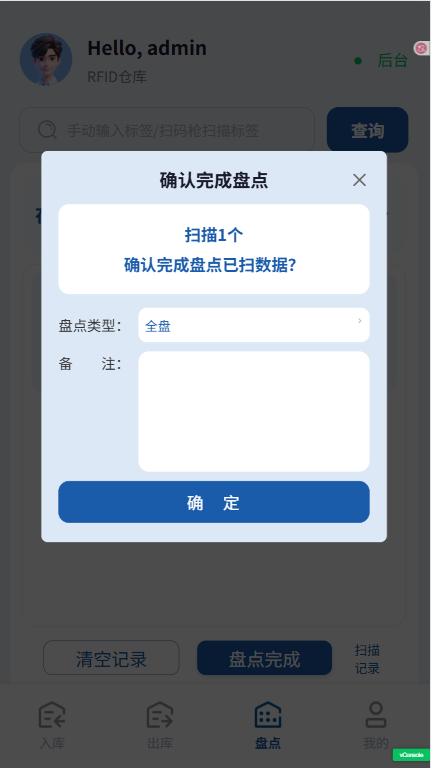 Hello, admin
RFID仓库
后台
手动输入标签/扫码枪扫描标签
查询
确认完成盘点
扫描1个
确认完成盘点已扫数据?
盘点类型:
全盘
备 注:
确 定
清空记录
盘点完成
扫描
记录
入库
出库
盘点
我的
vConsole